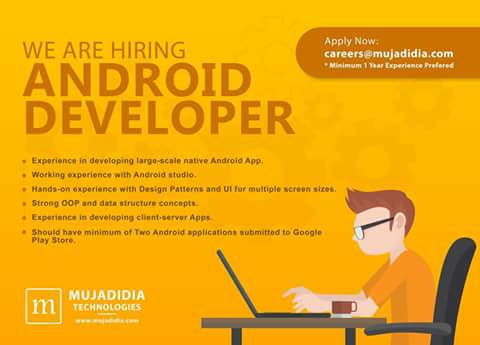 WE ARE HIRING
ANDROID
DEVELOPER
Apply Now:
careers@mujadidia.com
* Minimum 1 Year Experience Prefered
Experience in developing large-scale native Android App.
Working experience with Android studio.
Hands-on experience with Design Patterns and UI for multiple screen sizes.
Strong OOP and data structure concepts.
Experience in developing client-server Apps.
Should have minimum of Two Android applications submitted to Google
Play Store.
m
MUJADIDIA
TECHNOLOGIES
www.mujadidia.com